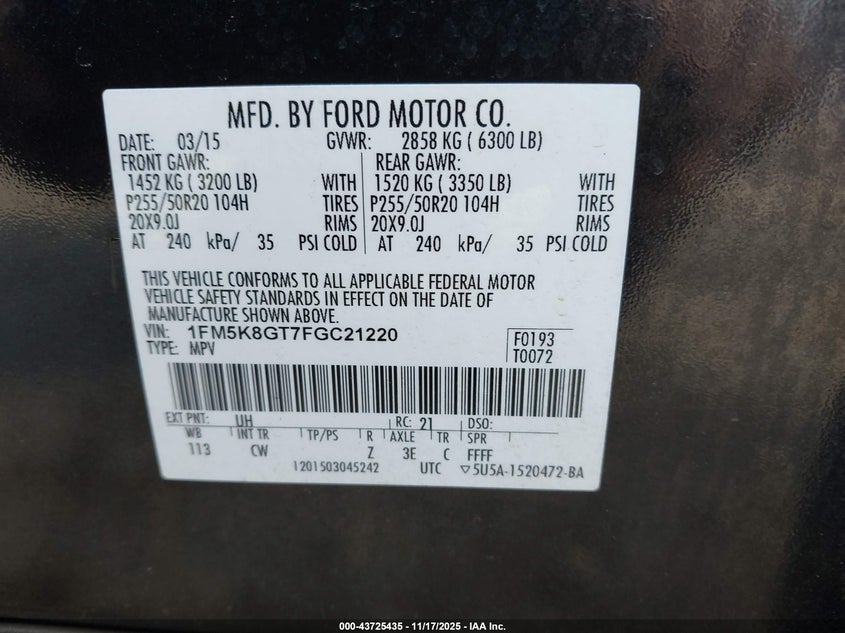 MFD. BY FORD MOTOR CO.
DATE: 03/15 GVWR: 2858 KG ( 6300 LB)
FRONT GAWR: REAR GAWR:
1452 KG ( 3200 LB) WITH 1520 KG ( 3350 LB) WITH
P255/50R20 104H TIRES P255/50R20 104H TIRES
20X9.0J RIMS 20X9.0J RIMS
AT 240 kPa/ 35 PSI COLD AT 240 kPa/ 35 PSI COLD
THIS VEHICLE CONFORMS TO ALL APPLICABLE FEDERAL MOTOR
VEHICLE SAFETY STANDARDS IN EFFECT ON THE DATE OF
MANUFACTURE SHOWN ABOVE.
VIN: 1FM5K8GT7FGC21220
TYPE: MPV
F0193
T0072
EXT PNT: UH RC: 21 DSO:
WB INT TR TP/PS R AXLE TR SPR
113 CW Z 3E C FFFF
1201503045242 UTC ▽5U5A-1520472-BA
000-43725435 - 11/17/2025 - IAA Inc.